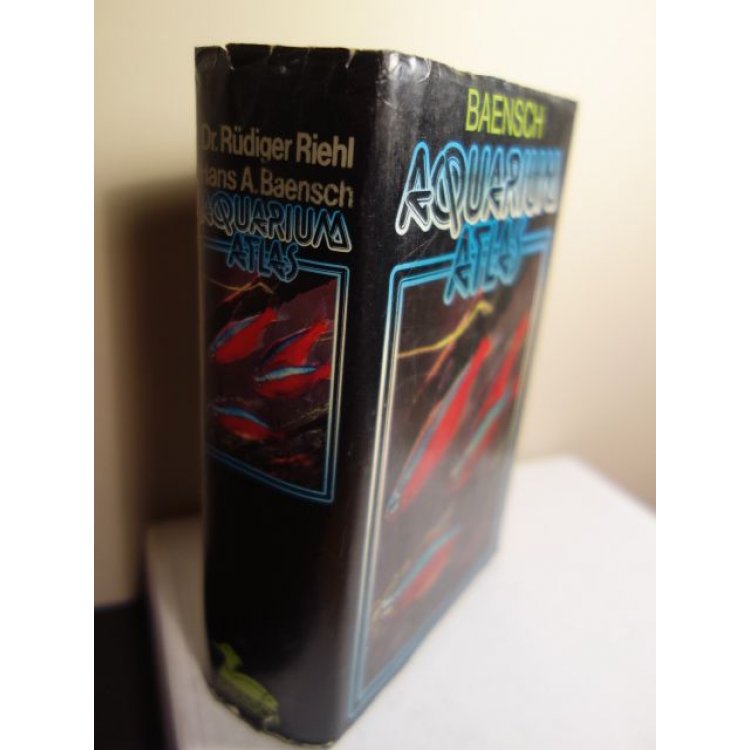 Dr. Rüdiger Riehl
Hans A. Baensch
AQUARIUM
ATLAS
BAENSCH
AQUARIUM
ATLAS